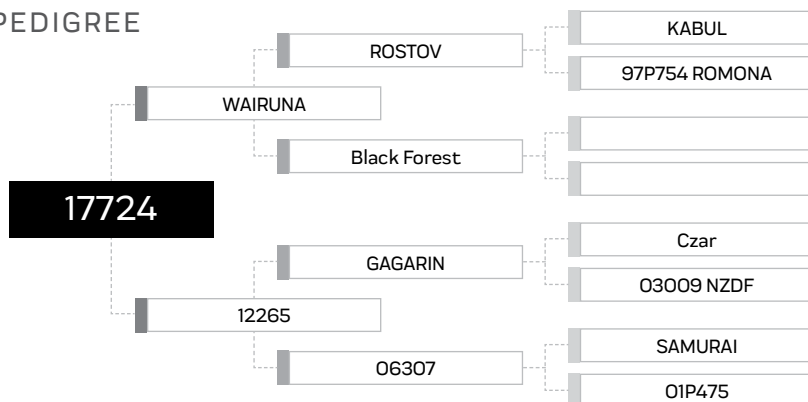 PEDIGREE
KABUL
ROSTOV
97P754 ROMONA
WAIRUNA
Black Forest
17724
Czar
GAGARIN
03009 NZDF
12265
SAMURAI
06307
01P475